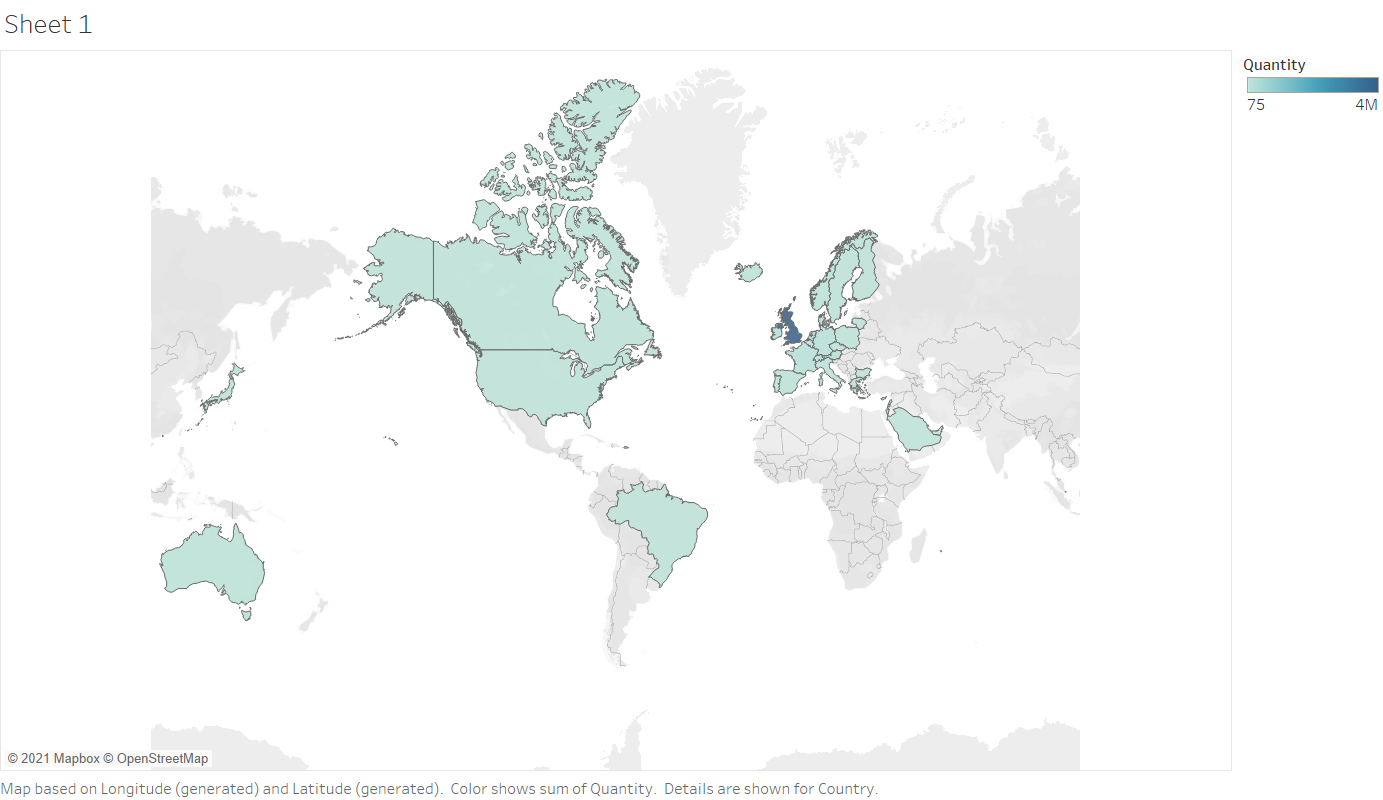 Sheet 1
Quantity
75 4M
© 2021 Mapbox © OpenStreetMap
Map based on Longitude (generated) and Latitude (generated). Color shows sum of Quantity. Details are shown for Country.